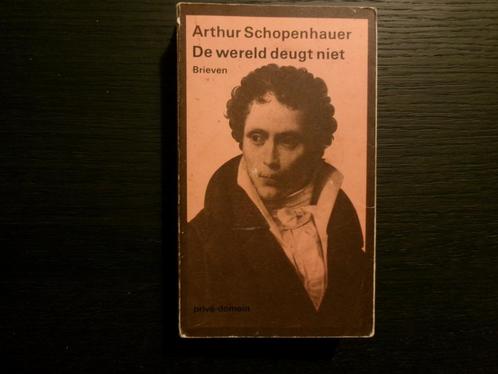 Arthur Schopenhauer
De wereld deugt niet
Brieven
privé-domein